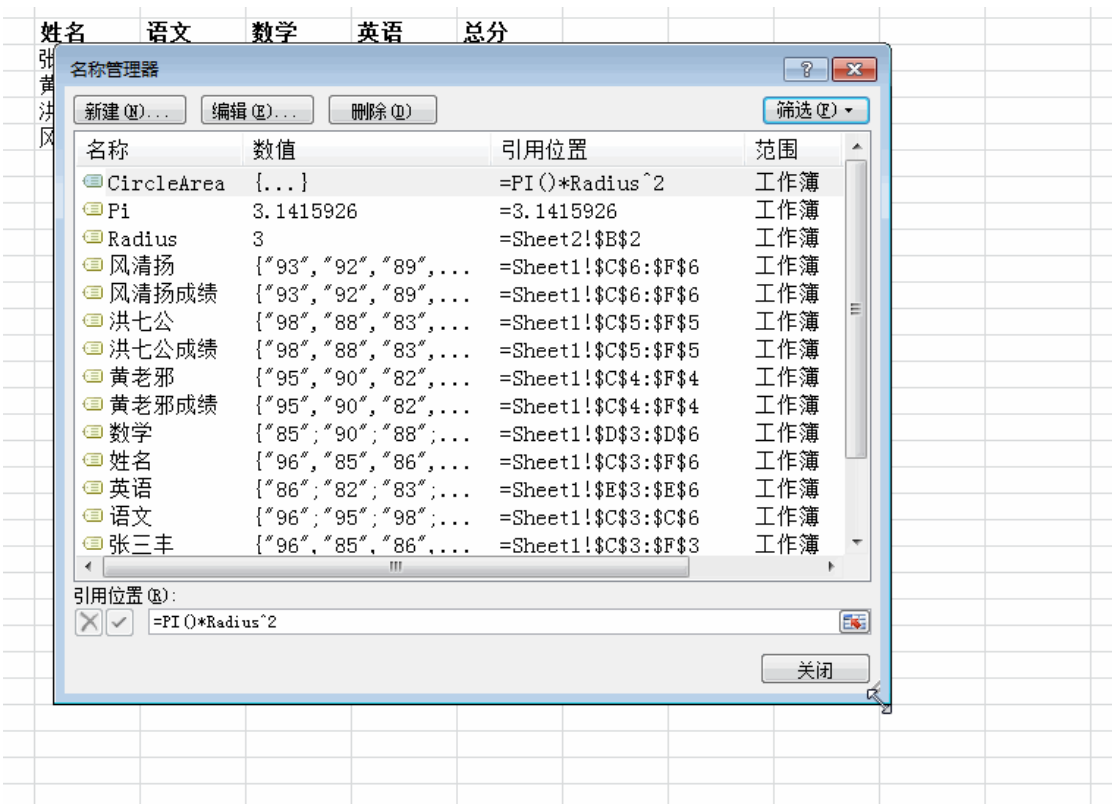 姓名 语文 数学 英语 总分
张
黄
洪
风
名称管理器
新建(N)... 编辑(E)... 删除(D) 筛选(F)
名称 数值 引用位置 范围
CircleArea {...} =PI()*Radius^2 工作簿
Pi 3.1415926 =3.1415926 工作簿
Radius 3 =Sheet2!$B$2 工作簿
风清扬 {"93","92","89",... =Sheet1!$C$6:$F$6 工作簿
风清扬成绩 {"93","92","89",... =Sheet1!$C$6:$F$6 工作簿
洪七公 {"98","88","83",... =Sheet1!$C$5:$F$5 工作簿
洪七公成绩 {"98","88","83",... =Sheet1!$C$5:$F$5 工作簿
黄老邪 {"95","90","82",... =Sheet1!$C$4:$F$4 工作簿
黄老邪成绩 {"95","90","82",... =Sheet1!$C$4:$F$4 工作簿
数学 {"85";"90";"88";... =Sheet1!$D$3:$D$6 工作簿
姓名 {"96","85","86",... =Sheet1!$C$3:$F$6 工作簿
英语 {"86";"82";"83";... =Sheet1!$E$3:$E$6 工作簿
语文 {"96";"95";"98";... =Sheet1!$C$3:$C$6 工作簿
张三丰 {"96","85","86",... =Sheet1!$C$3:$F$3 工作簿
引用位置(R):
=PI()*Radius^2
关闭